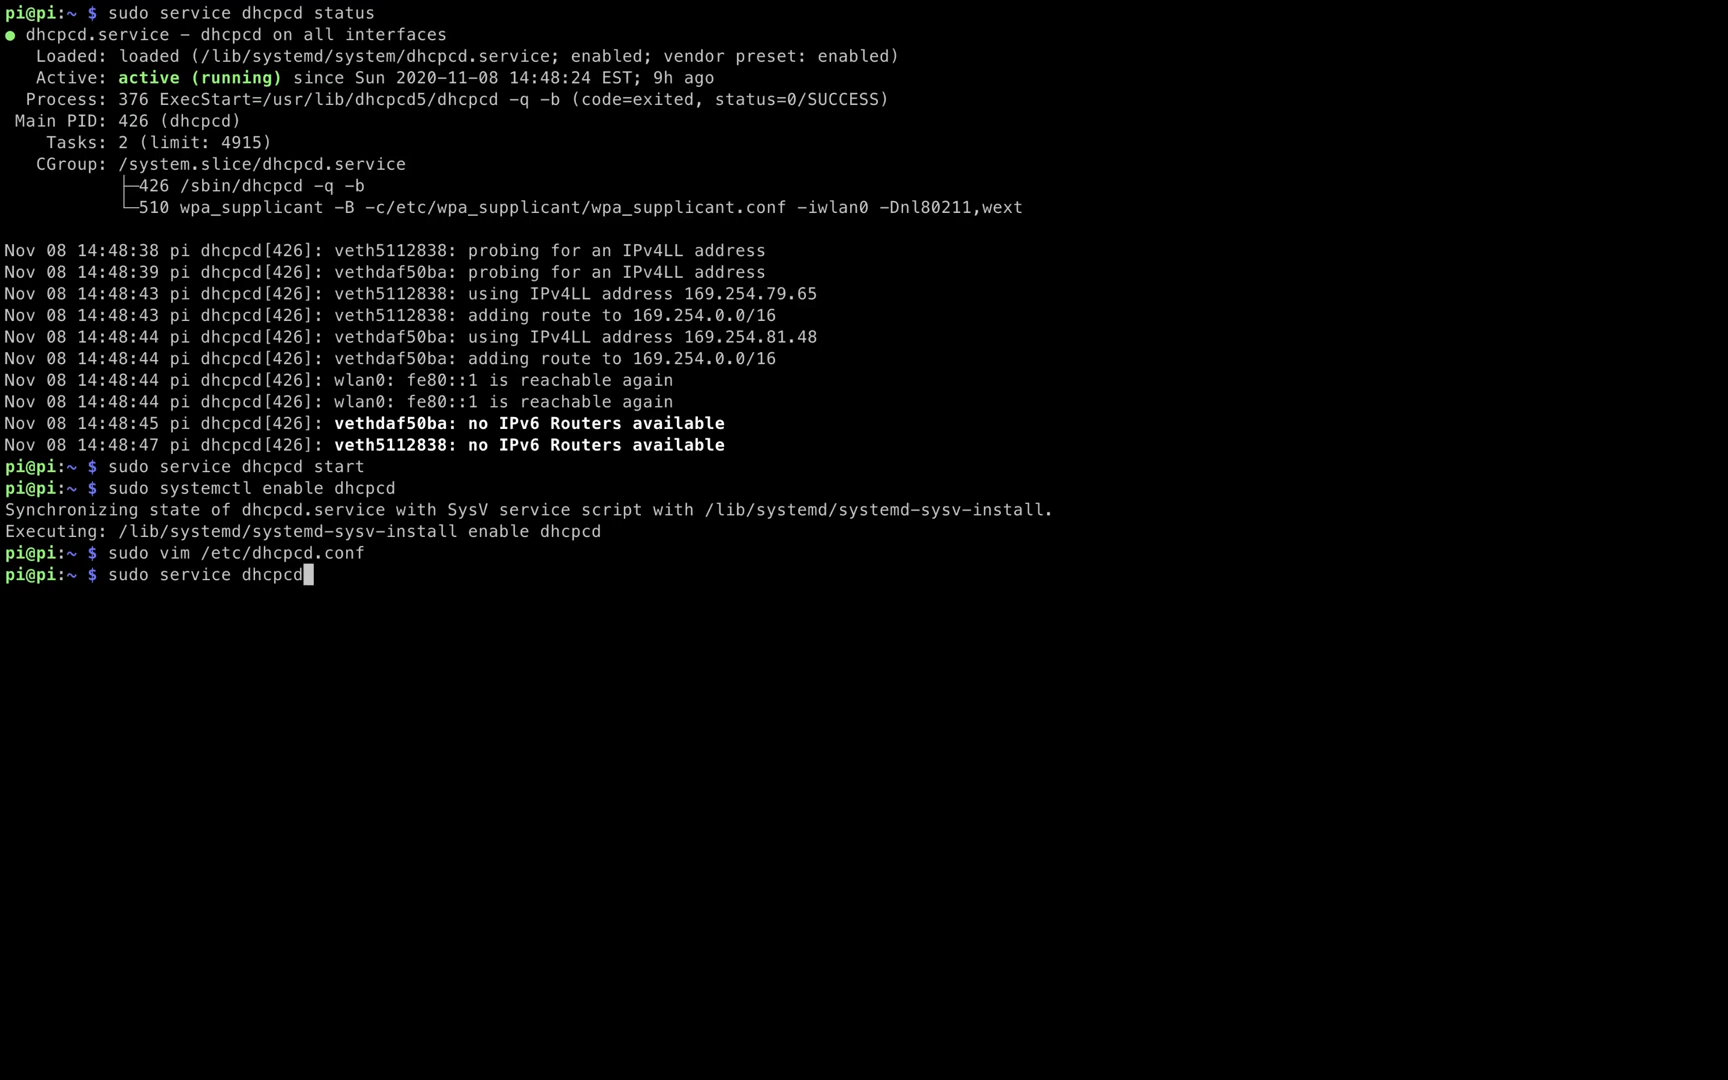 pi@pi:~ $ sudo service dhcpcd status
● dhcpcd.service - dhcpcd on all interfaces
   Loaded: loaded (/lib/systemd/system/dhcpcd.service; enabled; vendor preset: enabled)
   Active: active (running) since Sun 2020-11-08 14:48:24 EST; 9h ago
  Process: 376 ExecStart=/usr/lib/dhcpcd5/dhcpcd -q -b (code=exited, status=0/SUCCESS)
 Main PID: 426 (dhcpcd)
    Tasks: 2 (limit: 4915)
   CGroup: /system.slice/dhcpcd.service
           ├─426 /sbin/dhcpcd -q -b
           └─510 wpa_supplicant -B -c/etc/wpa_supplicant/wpa_supplicant.conf -iwlan0 -Dnl80211,wext

Nov 08 14:48:38 pi dhcpcd[426]: veth5112838: probing for an IPv4LL address
Nov 08 14:48:39 pi dhcpcd[426]: vethdaf50ba: probing for an IPv4LL address
Nov 08 14:48:43 pi dhcpcd[426]: veth5112838: using IPv4LL address 169.254.79.65
Nov 08 14:48:43 pi dhcpcd[426]: veth5112838: adding route to 169.254.0.0/16
Nov 08 14:48:44 pi dhcpcd[426]: vethdaf50ba: using IPv4LL address 169.254.81.48
Nov 08 14:48:44 pi dhcpcd[426]: vethdaf50ba: adding route to 169.254.0.0/16
Nov 08 14:48:44 pi dhcpcd[426]: wlan0: fe80::1 is reachable again
Nov 08 14:48:44 pi dhcpcd[426]: wlan0: fe80::1 is reachable again
Nov 08 14:48:45 pi dhcpcd[426]: vethdaf50ba: no IPv6 Routers available
Nov 08 14:48:47 pi dhcpcd[426]: veth5112838: no IPv6 Routers available
pi@pi:~ $ sudo service dhcpcd start
pi@pi:~ $ sudo systemctl enable dhcpcd
Synchronizing state of dhcpcd.service with SysV service script with /lib/systemd/systemd-sysv-install.
Executing: /lib/systemd/systemd-sysv-install enable dhcpcd
pi@pi:~ $ sudo vim /etc/dhcpcd.conf
pi@pi:~ $ sudo service dhcpcd